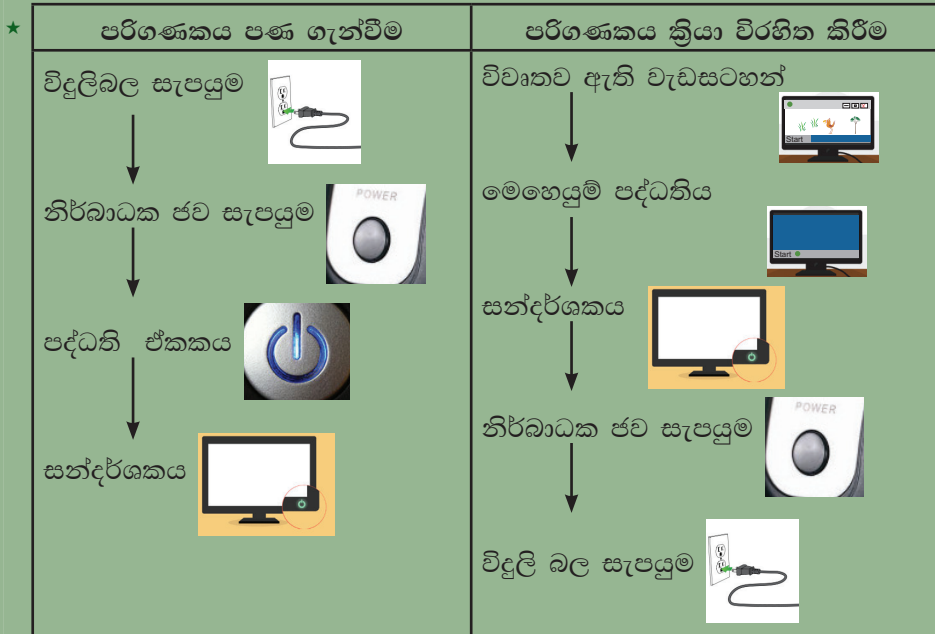 ★
පරිගණකය පණ ගැන්වීම
විදුලිබල සැපයුම
නිර්බාධක ජව සැපයුම
POWER
පද්ධති ඒකකය
සන්දර්ශකය
පරිගණකය ක්‍රියා විරහිත කිරීම
විවෘතව ඇති වැඩසටහන්
Start
මෙහෙයුම් පද්ධතිය
Start
සන්දර්ශකය
නිර්බාධක ජව සැපයුම
POWER
විදුලි බල සැපයුම